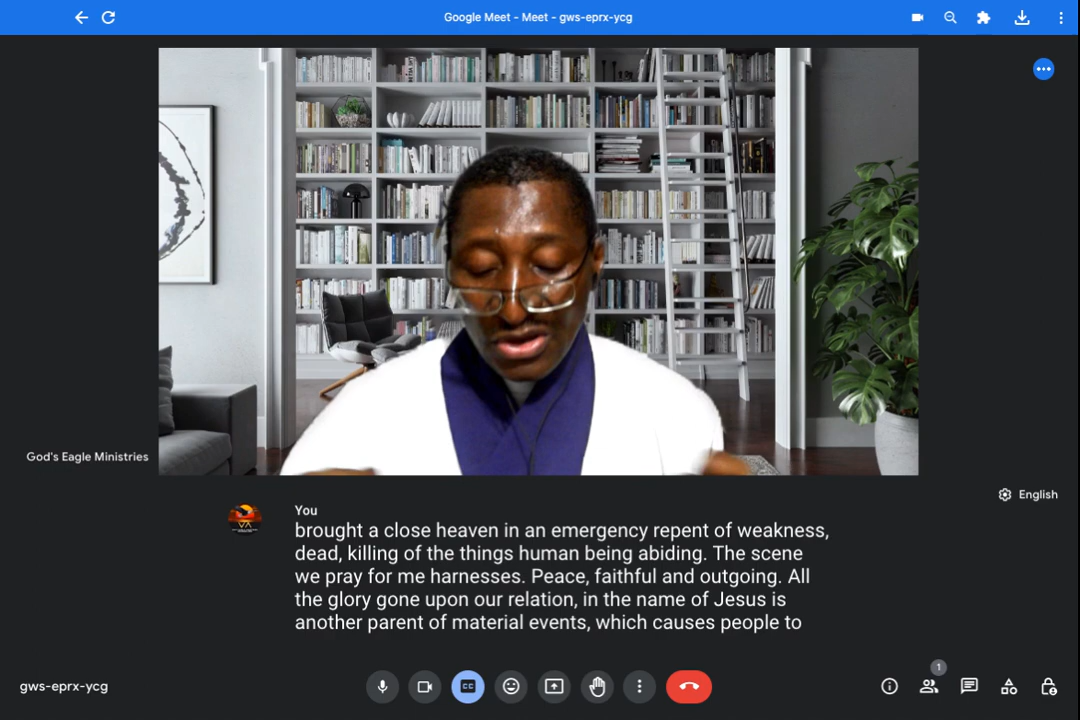 Google Meet - Meet - gws-eprx-ycg
God's Eagle Ministries
English
You
brought a close heaven in an emergency repent of weakness,
dead, killing of the things human being abiding. The scene
we pray for me harnesses. Peace, faithful and outgoing. All
the glory gone upon our relation, in the name of Jesus is
another parent of material events, which causes people to
gws-eprx-ycg
CC
1